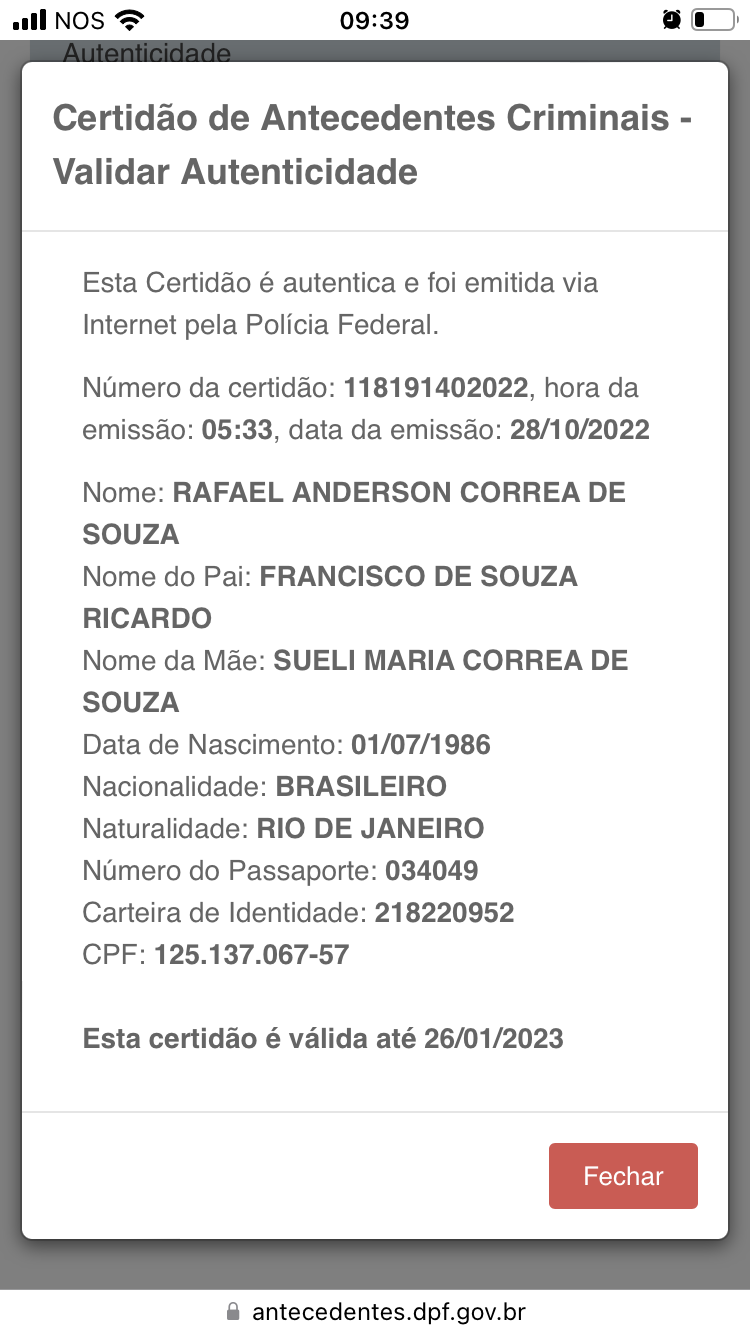 NOS
09:39
Autenticidade
Certidão de Antecedentes Criminais -
Validar Autenticidade
Esta Certidão é autentica e foi emitida via
Internet pela Polícia Federal.
Número da certidão: 118191402022, hora da
emissão: 05:33, data da emissão: 28/10/2022
Nome: RAFAEL ANDERSON CORREA DE
SOUZA
Nome do Pai: FRANCISCO DE SOUZA
RICARDO
Nome da Mãe: SUELI MARIA CORREA DE
SOUZA
Data de Nascimento: 01/07/1986
Nacionalidade: BRASILEIRO
Naturalidade: RIO DE JANEIRO
Número do Passaporte: 034049
Carteira de Identidade: 218220952
CPF: 125.137.067-57
Esta certidão é válida até 26/01/2023
Fechar
antecedentes.dpf.gov.br